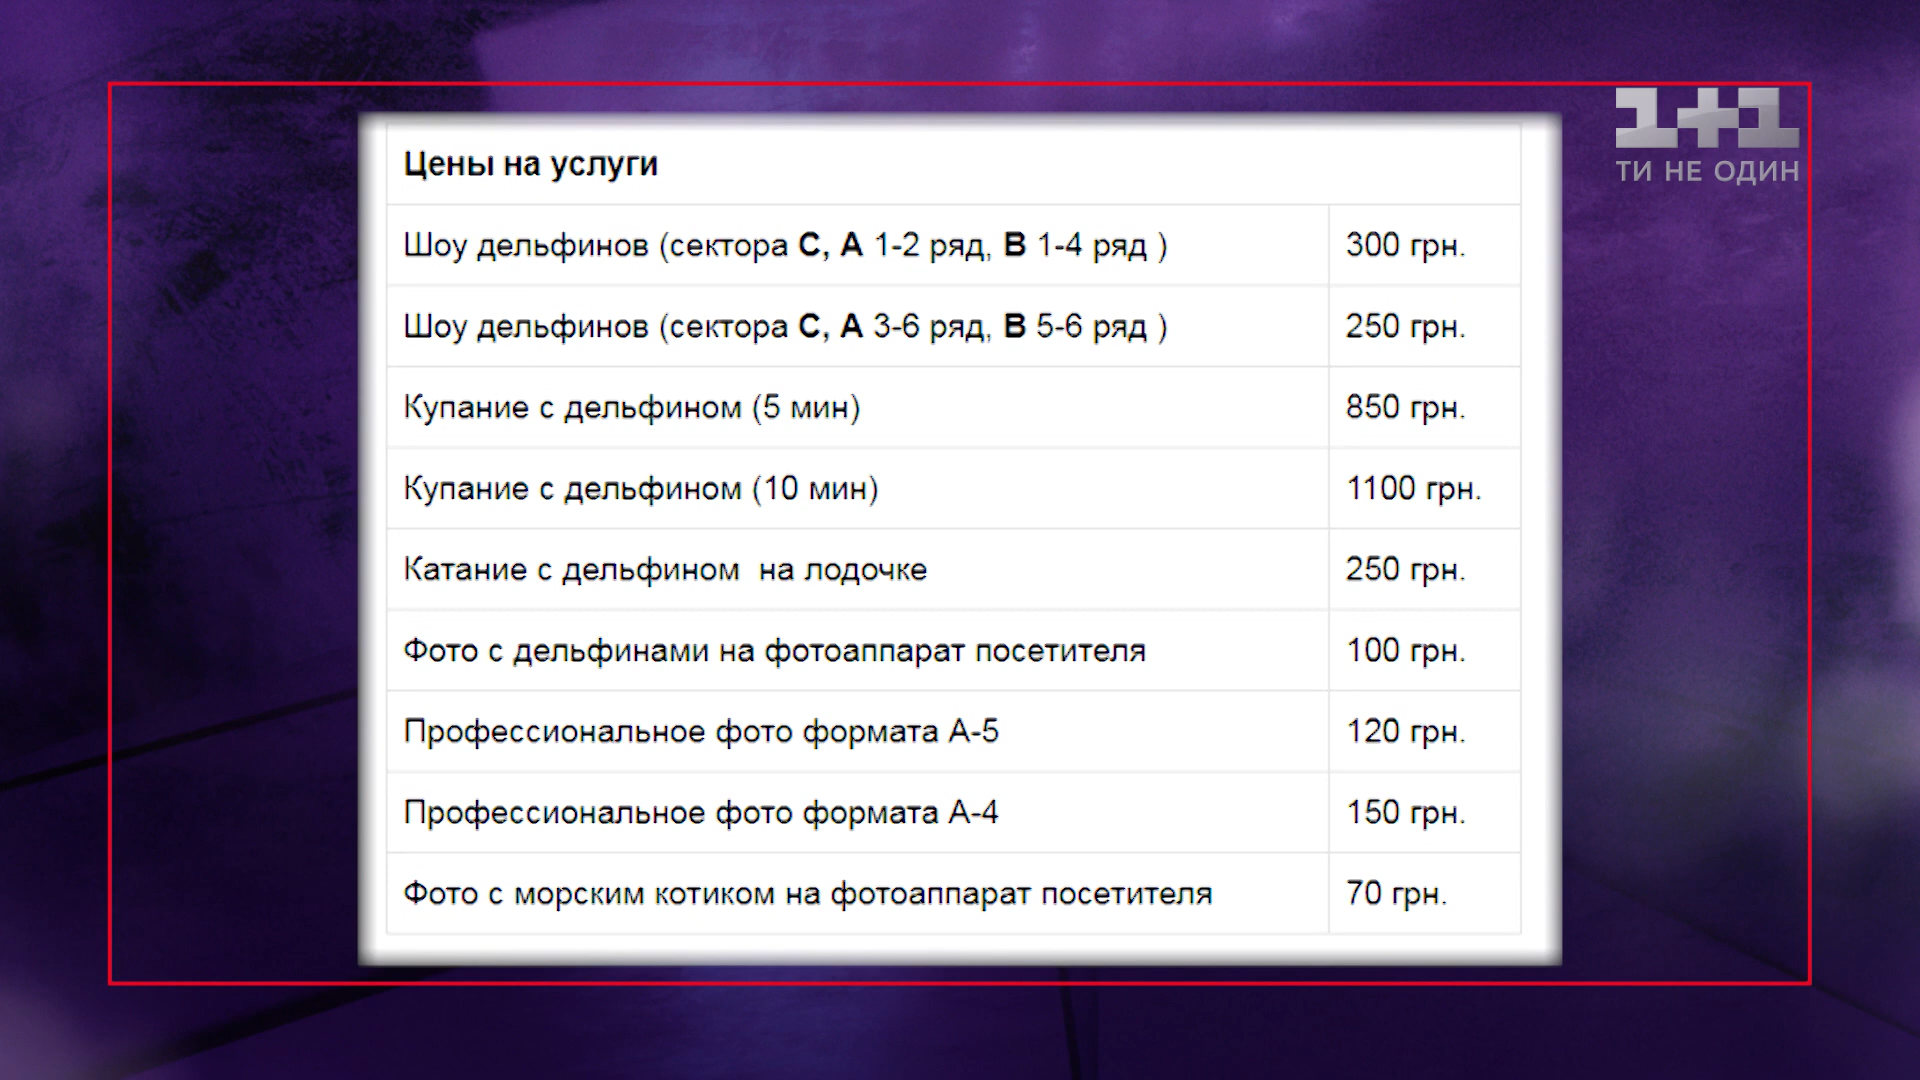 1+1
ТИ НЕ ОДИН
Цены на услуги
Шоу дельфинов (сектора С, А 1-2 ряд, В 1-4 ряд ) 300 грн.
Шоу дельфинов (сектора С, А 3-6 ряд, В 5-6 ряд ) 250 грн.
Купание с дельфином (5 мин) 850 грн.
Купание с дельфином (10 мин) 1100 грн.
Катание с дельфином  на лодочке 250 грн.
Фото с дельфинами на фотоаппарат посетителя 100 грн.
Профессиональное фото формата А-5 120 грн.
Профессиональное фото формата А-4 150 грн.
Фото с морским котиком на фотоаппарат посетителя 70 грн.